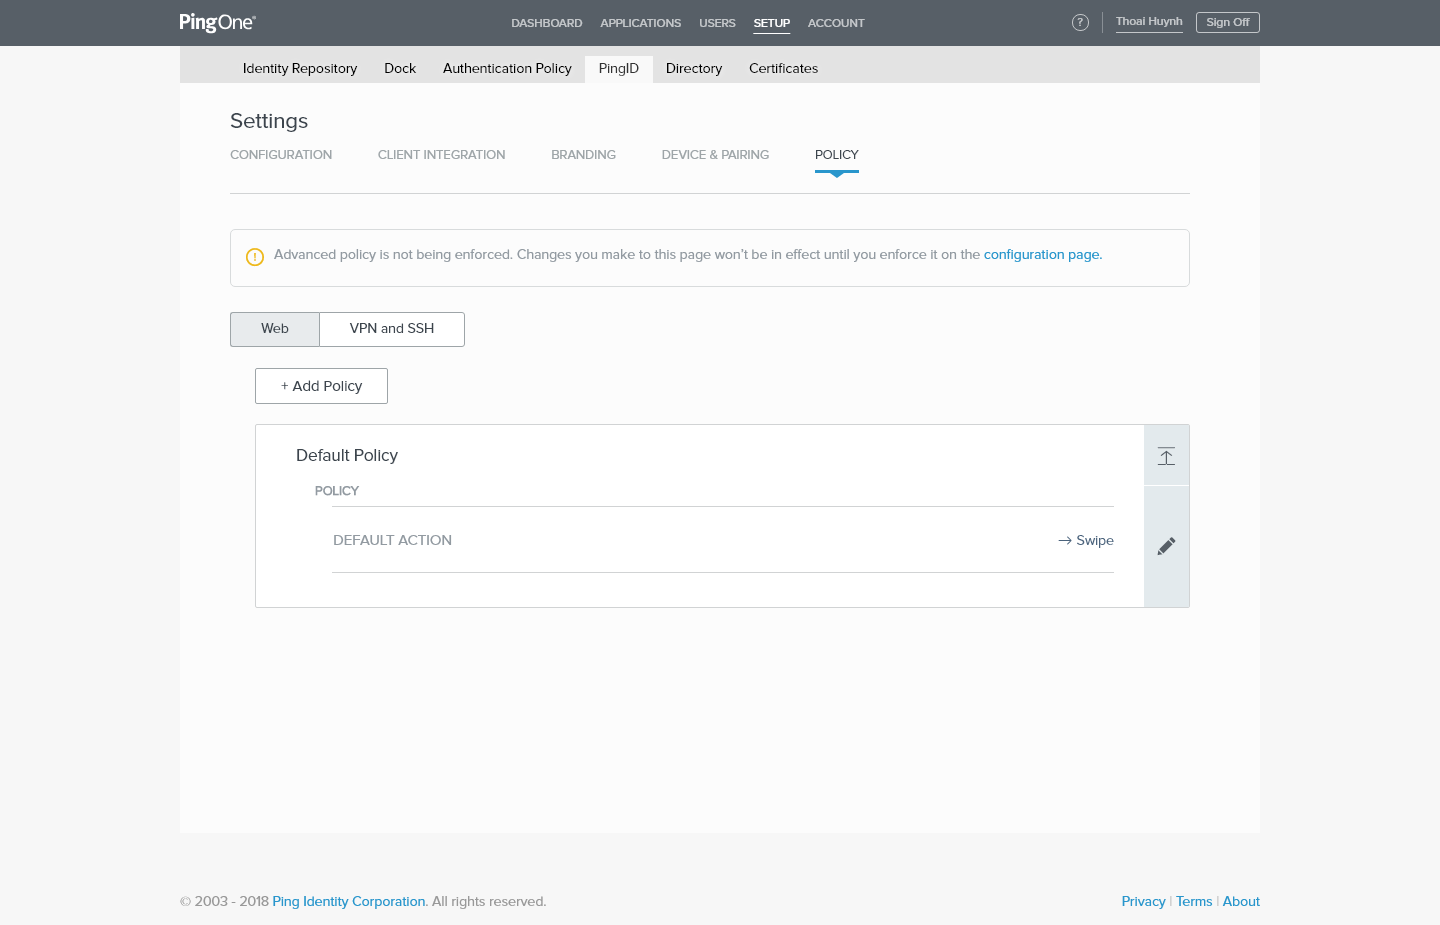 PingOne®
DASHBOARD APPLICATIONS USERS SETUP ACCOUNT
? Thoai Huynh Sign Off
Identity Repository Dock Authentication Policy PingID Directory Certificates
Settings
CONFIGURATION CLIENT INTEGRATION BRANDING DEVICE & PAIRING POLICY
! Advanced policy is not being enforced. Changes you make to this page won't be in effect until you enforce it on the configuration page.
Web VPN and SSH
+ Add Policy
Default Policy
POLICY
DEFAULT ACTION → Swipe
© 2003 - 2018 Ping Identity Corporation. All rights reserved. Privacy | Terms | About